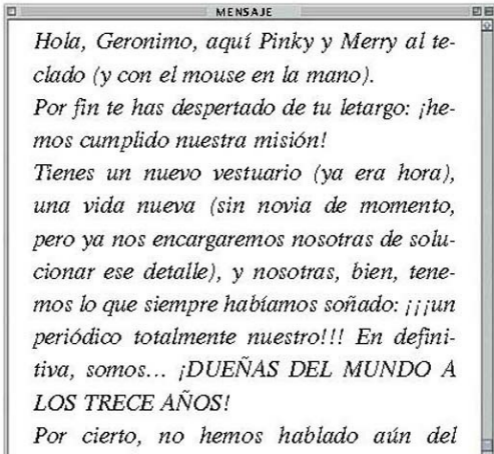 MENSAJE
Hola, Geronimo, aquí Pinky y Merry al te-
clado (y con el mouse en la mano).
Por fin te has despertado de tu letargo: ¡he-
mos cumplido nuestra misión!
Tienes un nuevo vestuario (ya era hora),
una vida nueva (sin novia de momento,
pero ya nos encargaremos nosotras de solu-
cionar ese detalle), y nosotras, bien, tene-
mos lo que siempre habíamos soñado: ¡¡¡un
periódico totalmente nuestro!!! En defini-
tiva, somos... ¡DUEÑAS DEL MUNDO A
LOS TRECE AÑOS!
Por cierto, no hemos hablado aún del